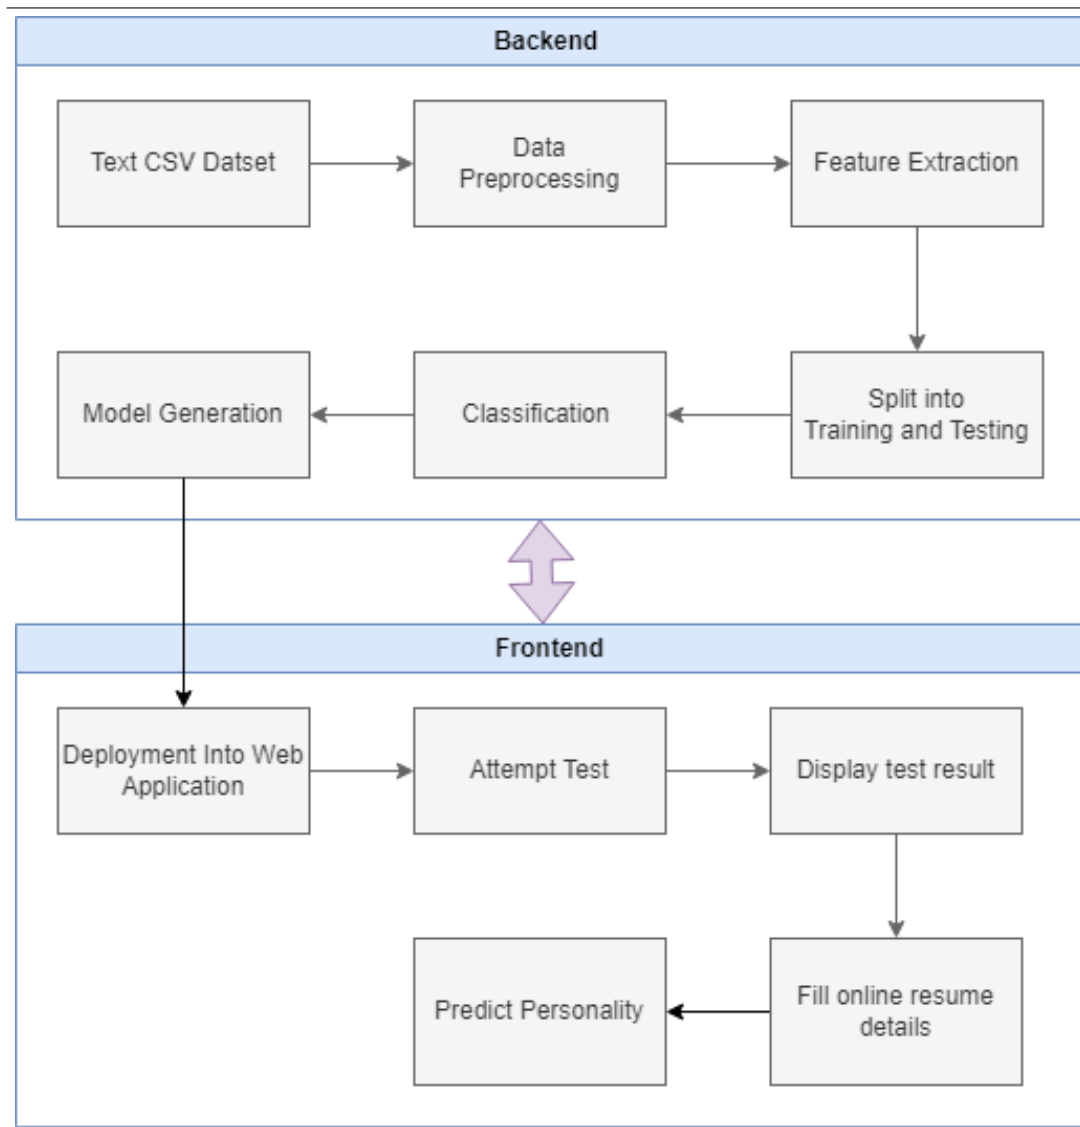 Backend
Text CSV Datset
Data
Preprocessing
Feature Extraction
Model Generation
Classification
Split into
Training and Testing
Frontend
Deployment Into Web
Application
Attempt Test
Display test result
Predict Personality
Fill online resume
details